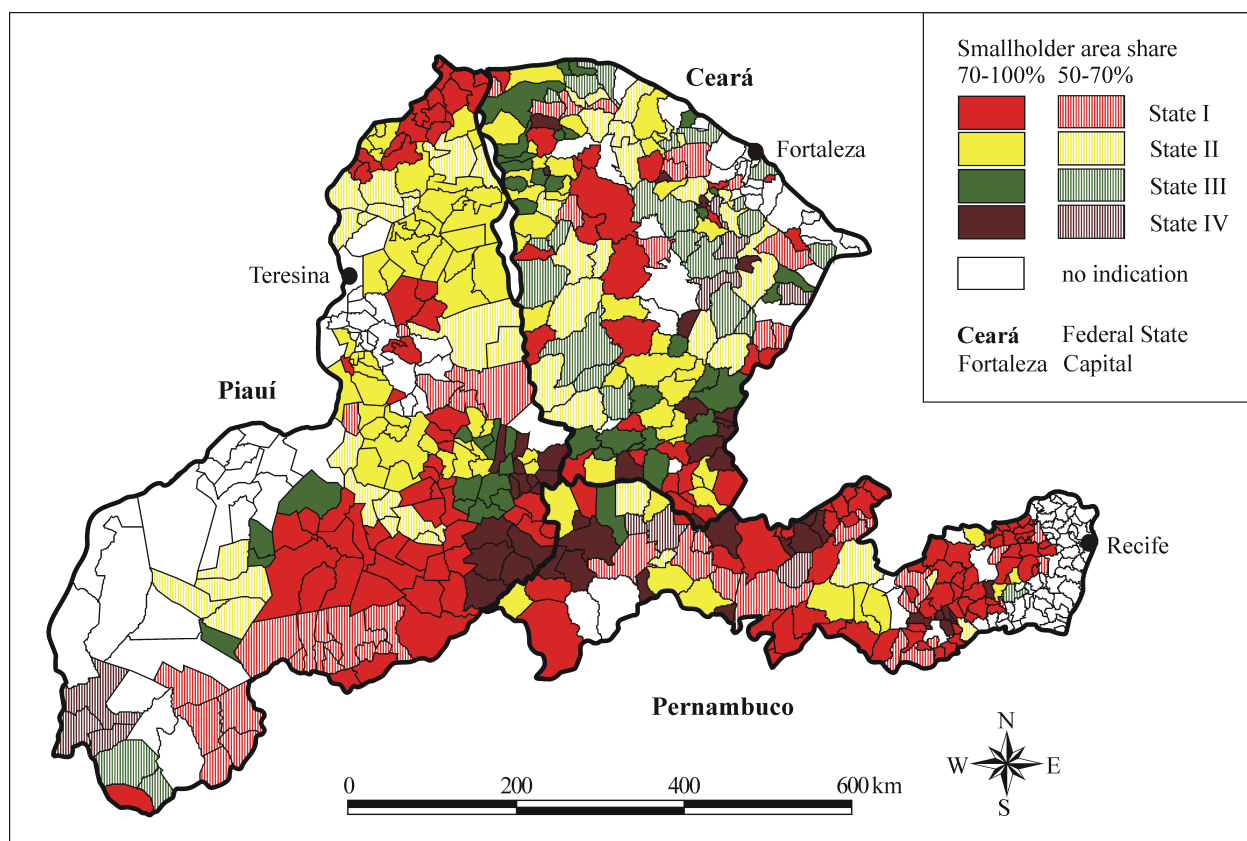 Smallholder area share
70-100% 50-70%
State I
State II
State III
State IV
no indication
Ceará Federal State
Fortaleza Capital
Ceará
Fortaleza
Teresina
Piauí
Recife
Pernambuco
N
W E
S
0 200 400 600 km